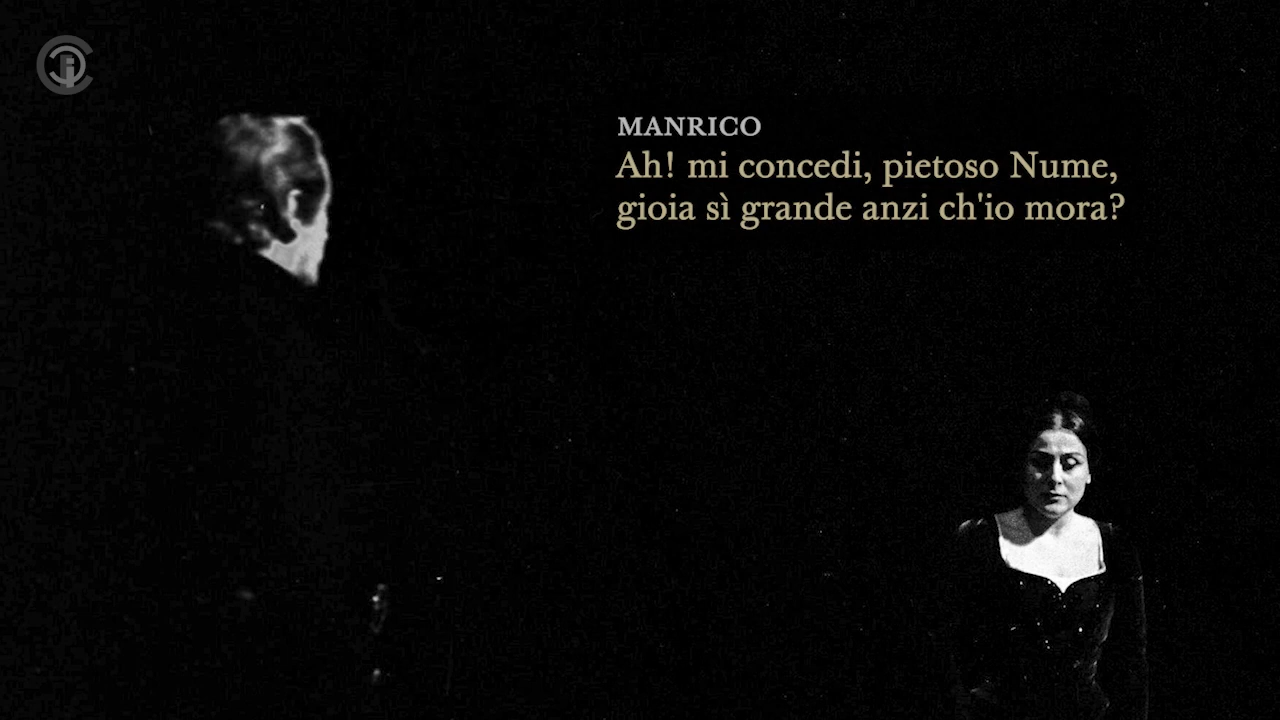 MANRICO
Ah! mi concedi, pietoso Nume,
gioia sì grande anzi ch'io mora?